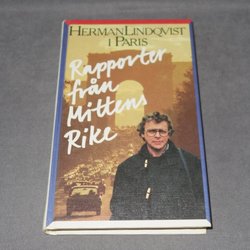 HERMAN LINDQVIST
I PARIS
Rapporter
från
Mittens
Rike